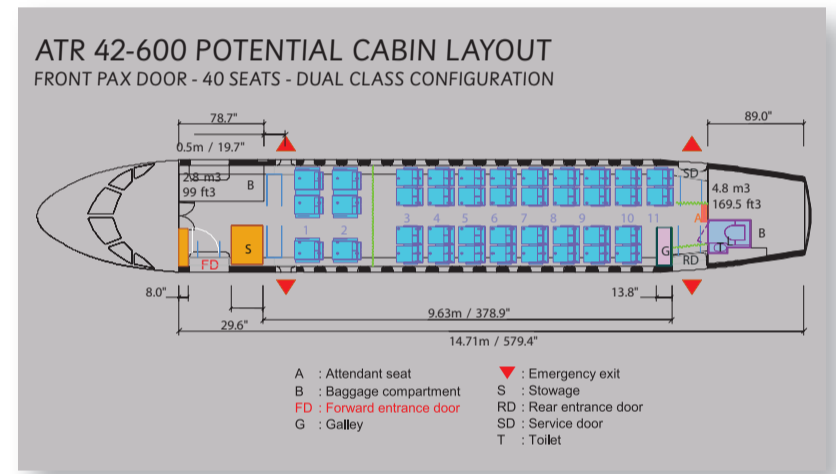 ATR 42-600 POTENTIAL CABIN LAYOUT
FRONT PAX DOOR - 40 SEATS - DUAL CLASS CONFIGURATION
78.7"
89.0"
0.5m / 19.7"
2.8 m3
99 ft3
B
SD
4.8 m3
169.5 ft3
1 2 3 4 5 6 7 8 9 10 11
A
B
S
G
T
FD
RD
8.0"
29.6"
13.8"
9.63m / 378.9"
14.71m / 579.4"
A : Attendant seat
B : Baggage compartment
FD : Forward entrance door
G : Galley
: Emergency exit
S : Stowage
RD : Rear entrance door
SD : Service door
T : Toilet